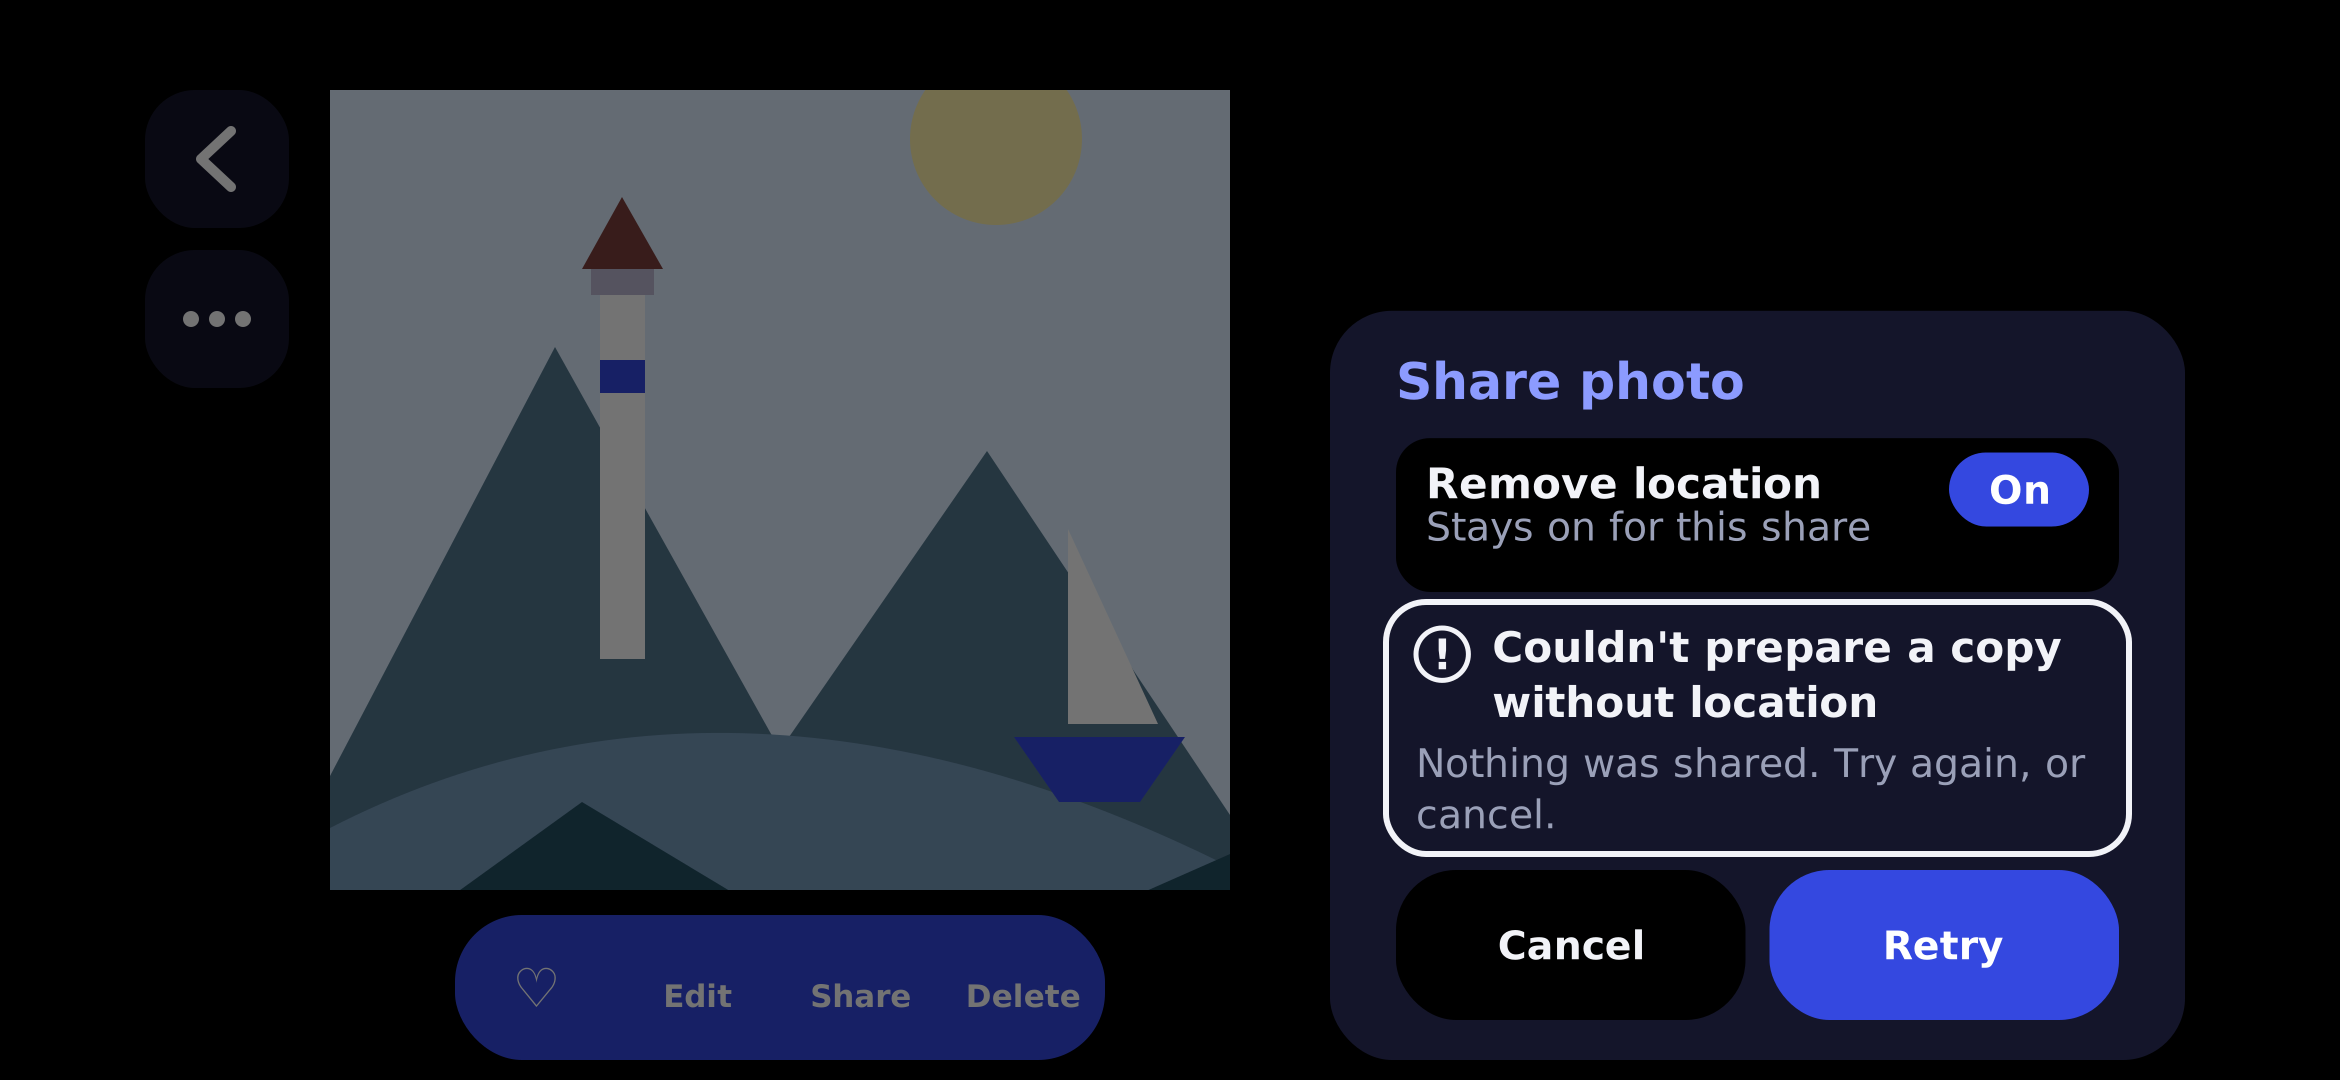 Share photo
Remove location
On
Stays on for this share
Couldn't prepare a copy
without location
Nothing was shared. Try again, or
cancel.
Cancel
Retry
Edit
Share
Delete